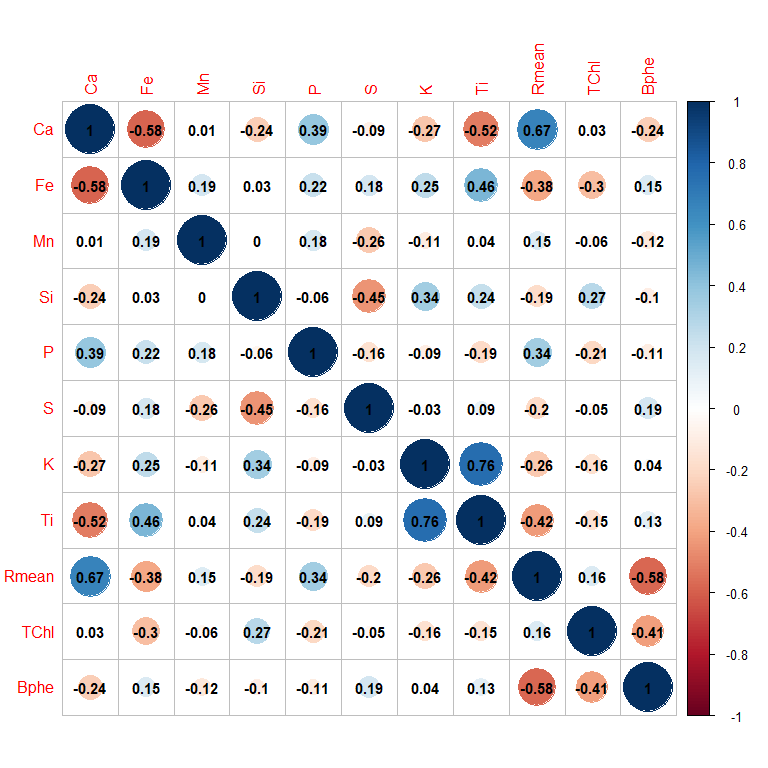 Ca Fe Mn Si P S K Ti Rmean TChl Bphe
Ca 1 -0.58 0.01 -0.24 0.39 -0.09 -0.27 -0.52 0.67 0.03 -0.24
Fe -0.58 1 0.19 0.03 0.22 0.18 0.25 0.46 -0.38 -0.3 0.15
Mn 0.01 0.19 1 0 0.18 -0.26 -0.11 0.04 0.15 -0.06 -0.12
Si -0.24 0.03 0 1 -0.06 -0.45 0.34 0.24 -0.19 0.27 -0.1
P 0.39 0.22 0.18 -0.06 1 -0.16 -0.09 -0.19 0.34 -0.21 -0.11
S -0.09 0.18 -0.26 -0.45 -0.16 1 -0.03 0.09 -0.2 -0.05 0.19
K -0.27 0.25 -0.11 0.34 -0.09 -0.03 1 0.76 -0.26 -0.16 0.04
Ti -0.52 0.46 0.04 0.24 -0.19 0.09 0.76 1 -0.42 -0.15 0.13
Rmean 0.67 -0.38 0.15 -0.19 0.34 -0.2 -0.26 -0.42 1 0.16 -0.58
TChl 0.03 -0.3 -0.06 0.27 -0.21 -0.05 -0.16 -0.15 0.16 1 -0.41
Bphe -0.24 0.15 -0.12 -0.1 -0.11 0.19 0.04 0.13 -0.58 -0.41 1
1
0.8
0.6
0.4
0.2
0
-0.2
-0.4
-0.6
-0.8
-1